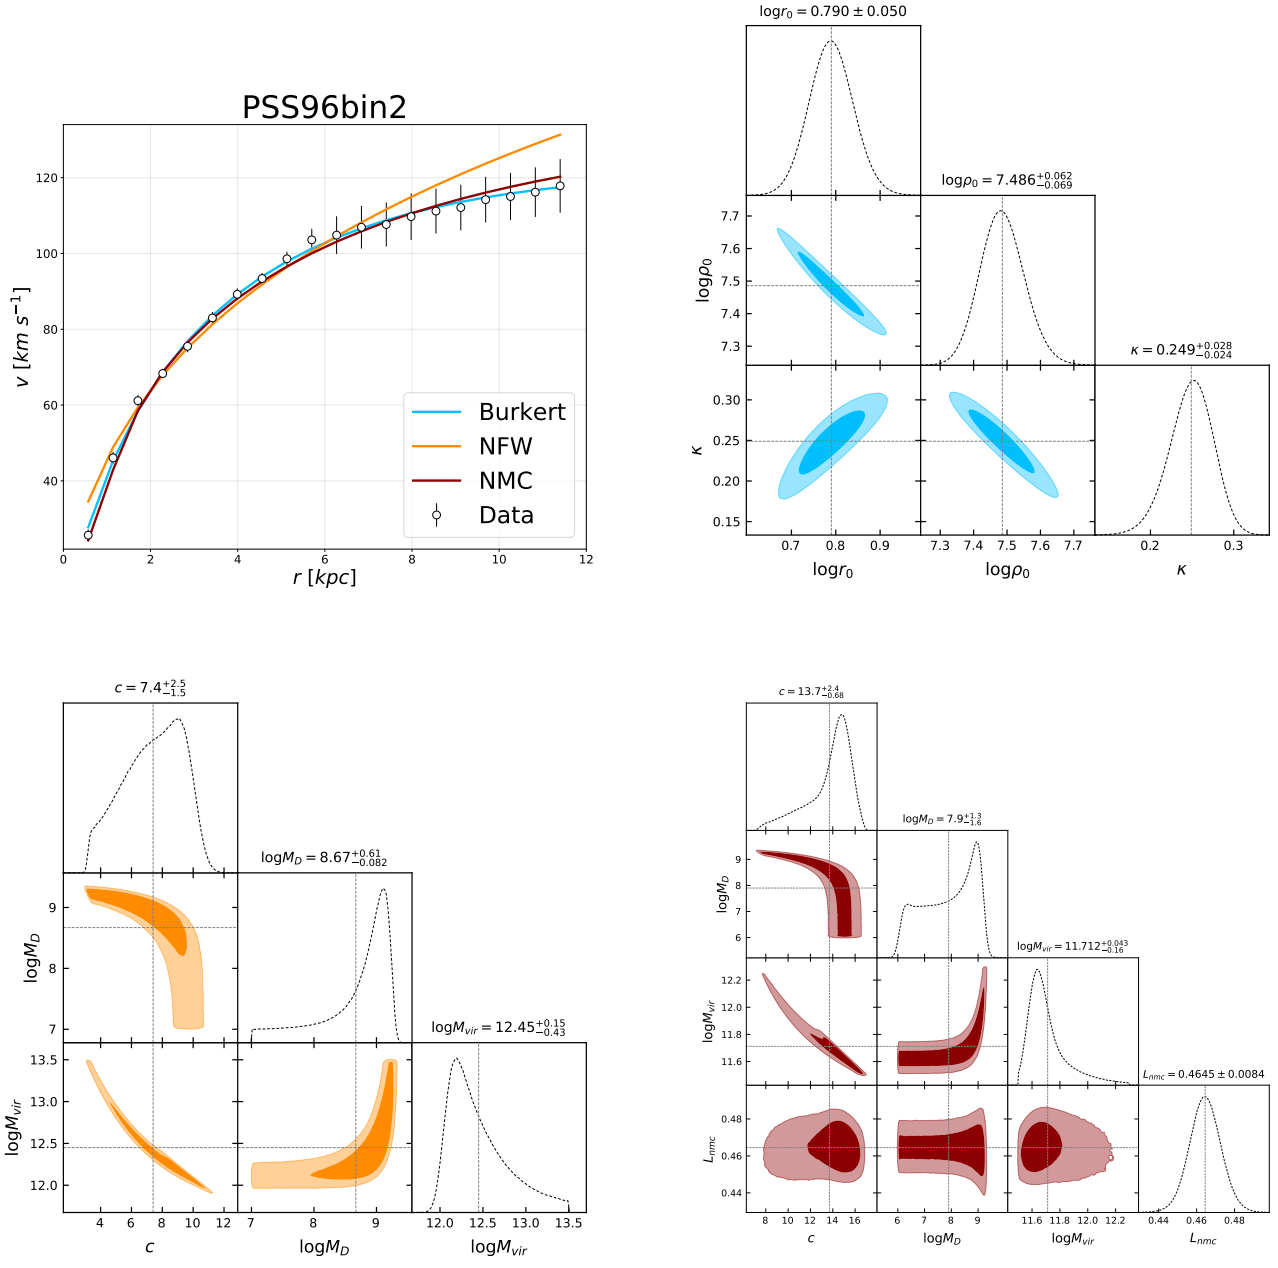 PSS96bin2
120
100
80
60
40
v [km s⁻¹]
0 2 4 6 8 10 12
r [kpc]
Burkert
NFW
NMC
Data
logr₀ = 0.790 ± 0.050
logρ₀ = 7.486 +0.062 −0.069
κ = 0.249 +0.028 −0.024
7.7
7.6
7.5
7.4
7.3
logρ₀
0.30
0.25
0.20
0.15
κ
0.7 0.8 0.9
7.3 7.4 7.5 7.6 7.7
0.2 0.3
logr₀
logρ₀
κ
c = 7.4 +2.5 −1.5
logM_D = 8.67 +0.61 −0.082
logM_vir = 12.45 +0.15 −0.43
9
8
7
logM_D
13.5
13.0
12.5
12.0
logM_vir
4 6 8 10 12
7 8 9
12.0 12.5 13.0 13.5
c
logM_D
logM_vir
c = 13.7 +2.4 −0.68
logM_D = 7.9 +1.3 −1.6
logM_vir = 11.712 +0.043 −0.16
L_nmc = 0.4645 ± 0.0084
9
8
7
6
logM_D
12.2
12.0
11.8
11.6
logM_vir
0.48
0.46
0.44
L_nmc
8 10 12 14 16
6 7 8 9
11.6 11.8 12.0 12.2
0.44 0.46 0.48
c
logM_D
logM_vir
L_nmc